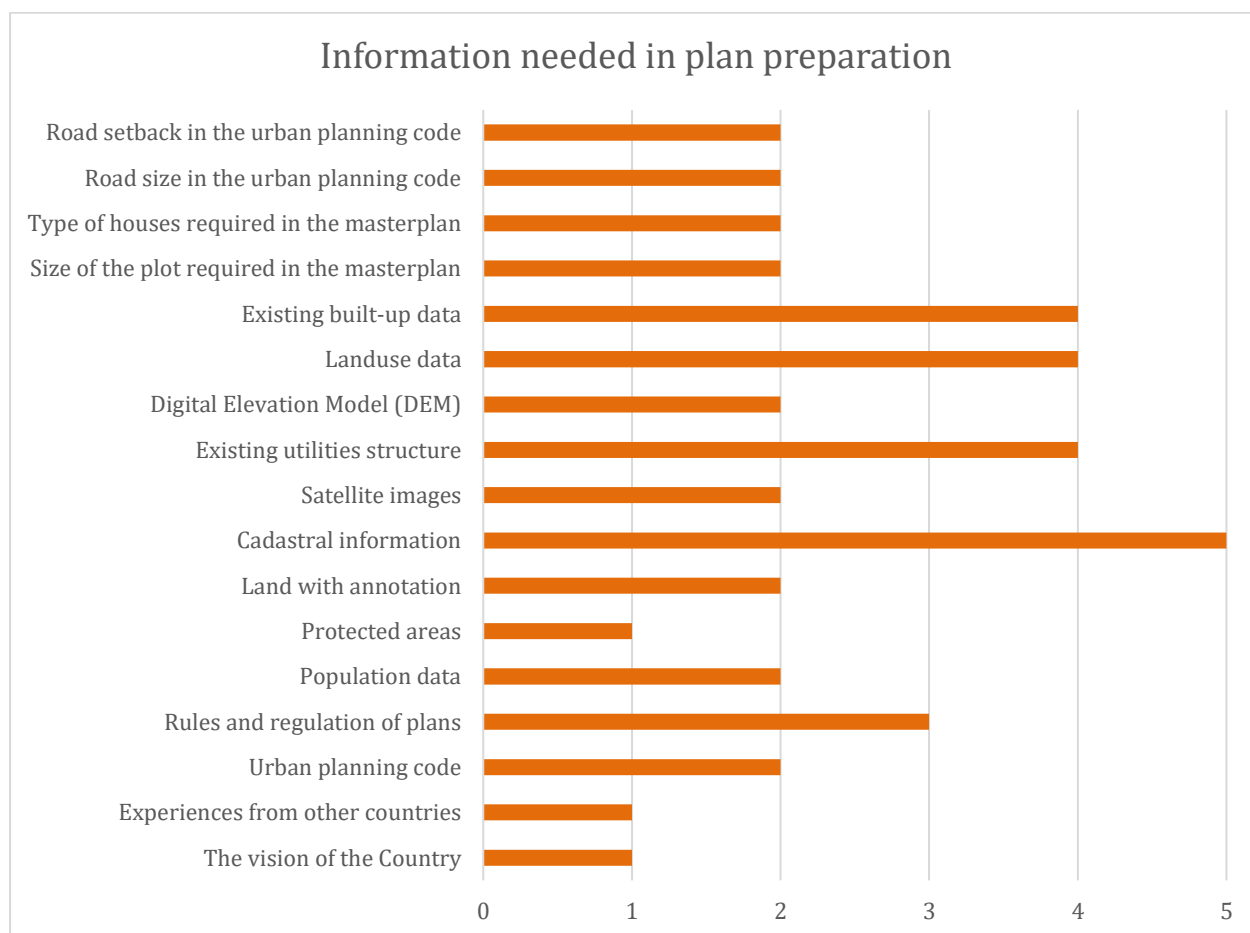 Information needed in plan preparation
Road setback in the urban planning code
Road size in the urban planning code
Type of houses required in the masterplan
Size of the plot required in the masterplan
Existing built-up data
Landuse data
Digital Elevation Model (DEM)
Existing utilities structure
Satellite images
Cadastral information
Land with annotation
Protected areas
Population data
Rules and regulation of plans
Urban planning code
Experiences from other countries
The vision of the Country
0 1 2 3 4 5